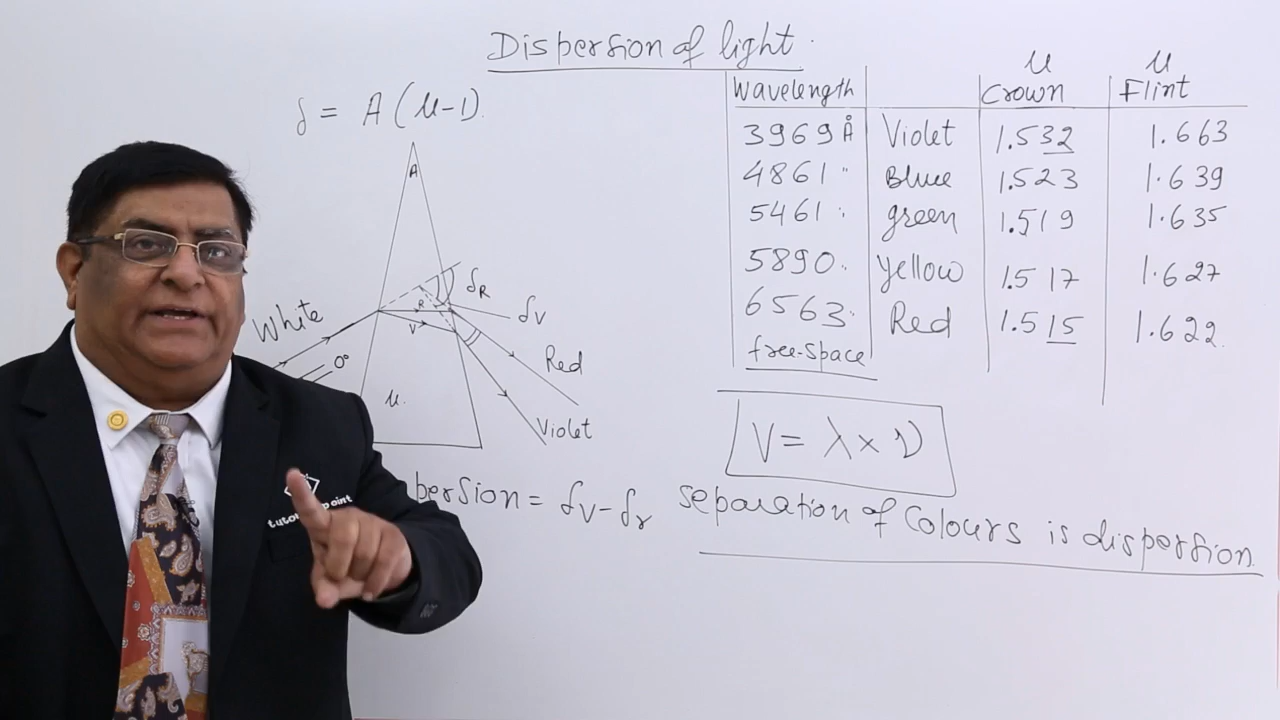 Dispersion of light.
δ = A (μ-1).
A
White
0°
μ.
R
V
δR
δV
Red
Violet
persion = δV - δr
μ μ
Wavelength Crown Flint
3969 Å Violet 1.532 1.663
4861 " Blue 1.523 1.639
5461 " green 1.519 1.635
5890 " yellow 1.517 1.627
6563 " Red 1.515 1.622
free-space
V = λ × ν
separation of Colours is dispersion.